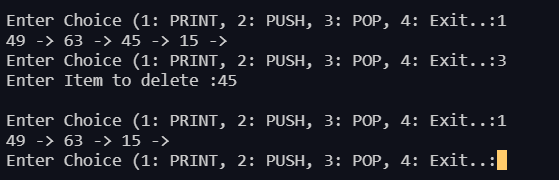 Enter Choice (1: PRINT, 2: PUSH, 3: POP, 4: Exit..:1
49 -> 63 -> 45 -> 15 ->
Enter Choice (1: PRINT, 2: PUSH, 3: POP, 4: Exit..:3
Enter Item to delete :45
Enter Choice (1: PRINT, 2: PUSH, 3: POP, 4: Exit..:1
49 -> 63 -> 15 ->
Enter Choice (1: PRINT, 2: PUSH, 3: POP, 4: Exit..: